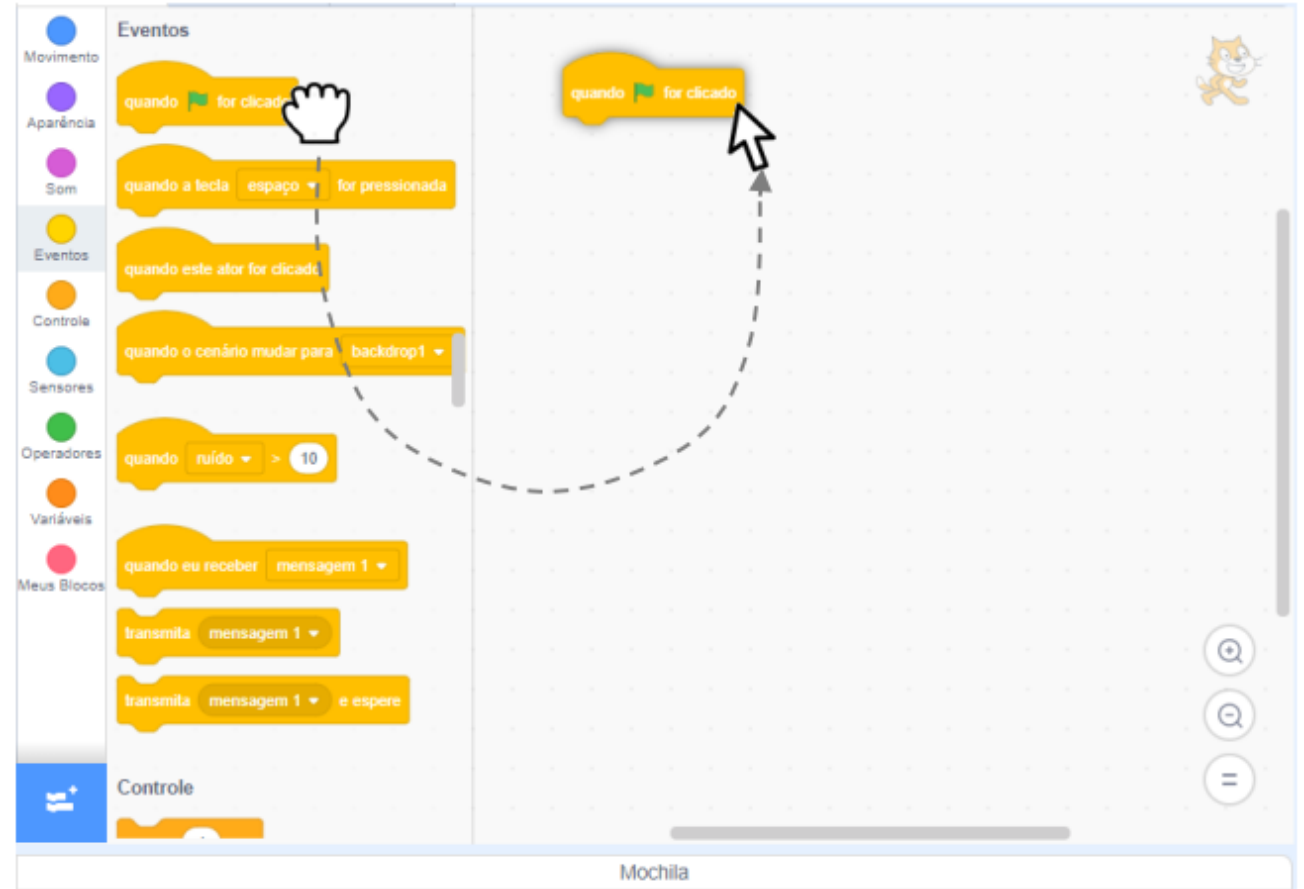 Movimento
Aparência
Som
Eventos
Controle
Sensores
Operadores
Variáveis
Meus Blocos
Eventos
quando for clicado
quando a tecla espaço for pressionada
quando este ator for clicado
quando o cenário mudar para backdrop1
quando ruído > 10
quando eu receber mensagem 1
transmita mensagem 1
transmita mensagem 1 e espere
Controle
quando for clicado
=
Mochila